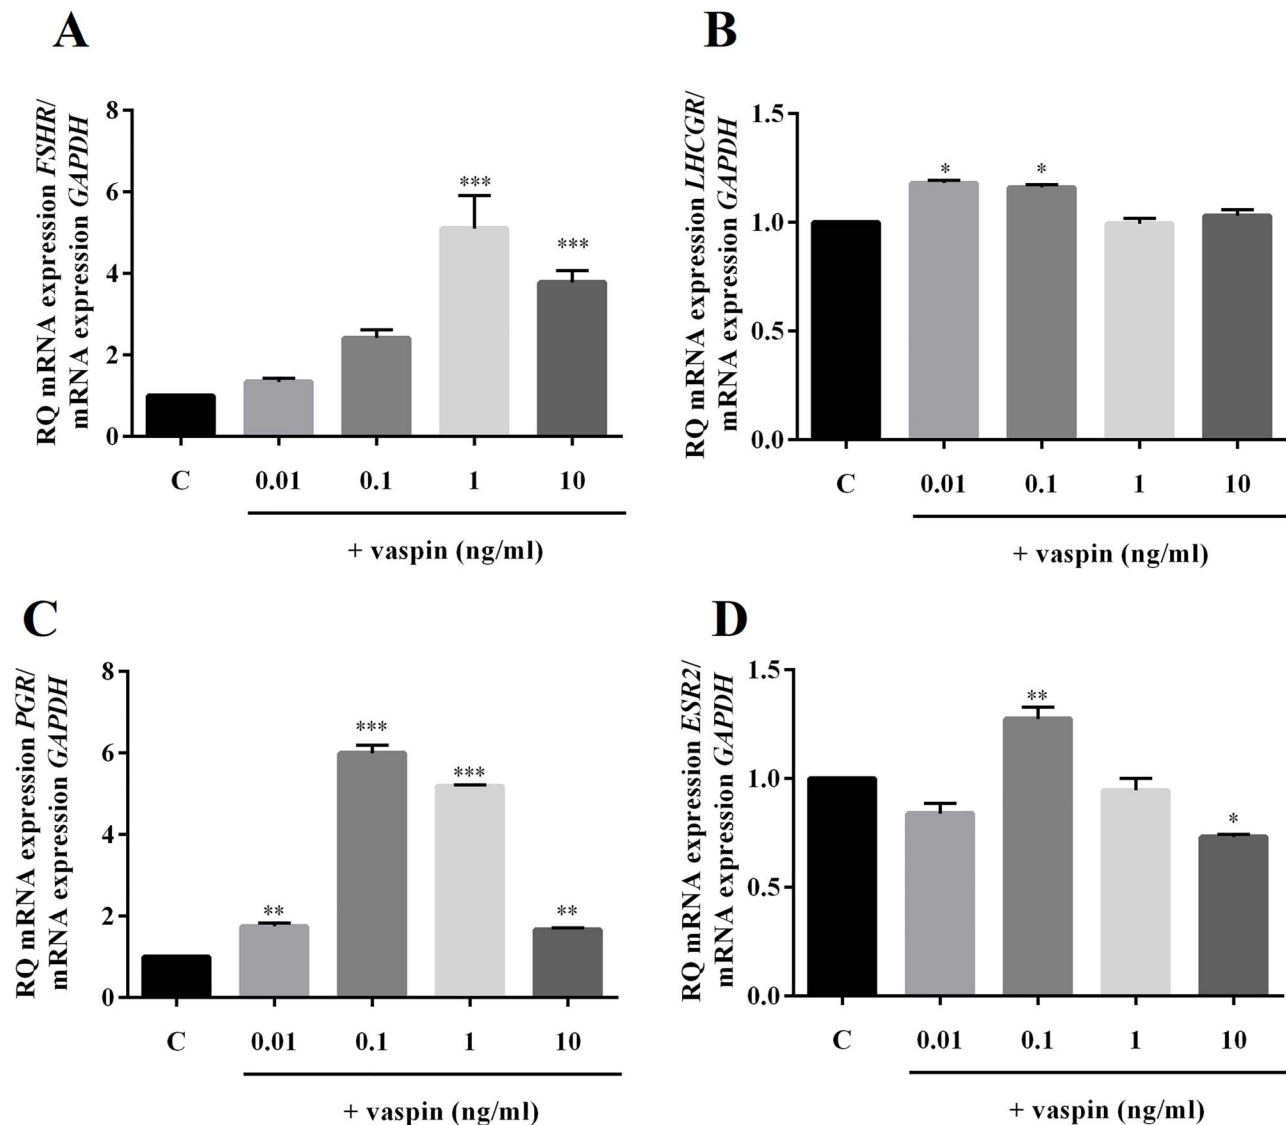 A
RQ mRNA expression FSHR/
mRNA expression GAPDH
8
6
4
2
0
***
***
C 0.01 0.1 1 10
+ vaspin (ng/ml)
B
RQ mRNA expression LHCGR/
mRNA expression GAPDH
1.5
1.0
0.5
0.0
* *
C 0.01 0.1 1 10
+ vaspin (ng/ml)
C
RQ mRNA expression PGR/
mRNA expression GAPDH
8
6
4
2
0
***
***
** **
C 0.01 0.1 1 10
+ vaspin (ng/ml)
D
RQ mRNA expression ESR2/
mRNA expression GAPDH
1.5
1.0
0.5
0.0
**
*
C 0.01 0.1 1 10
+ vaspin (ng/ml)